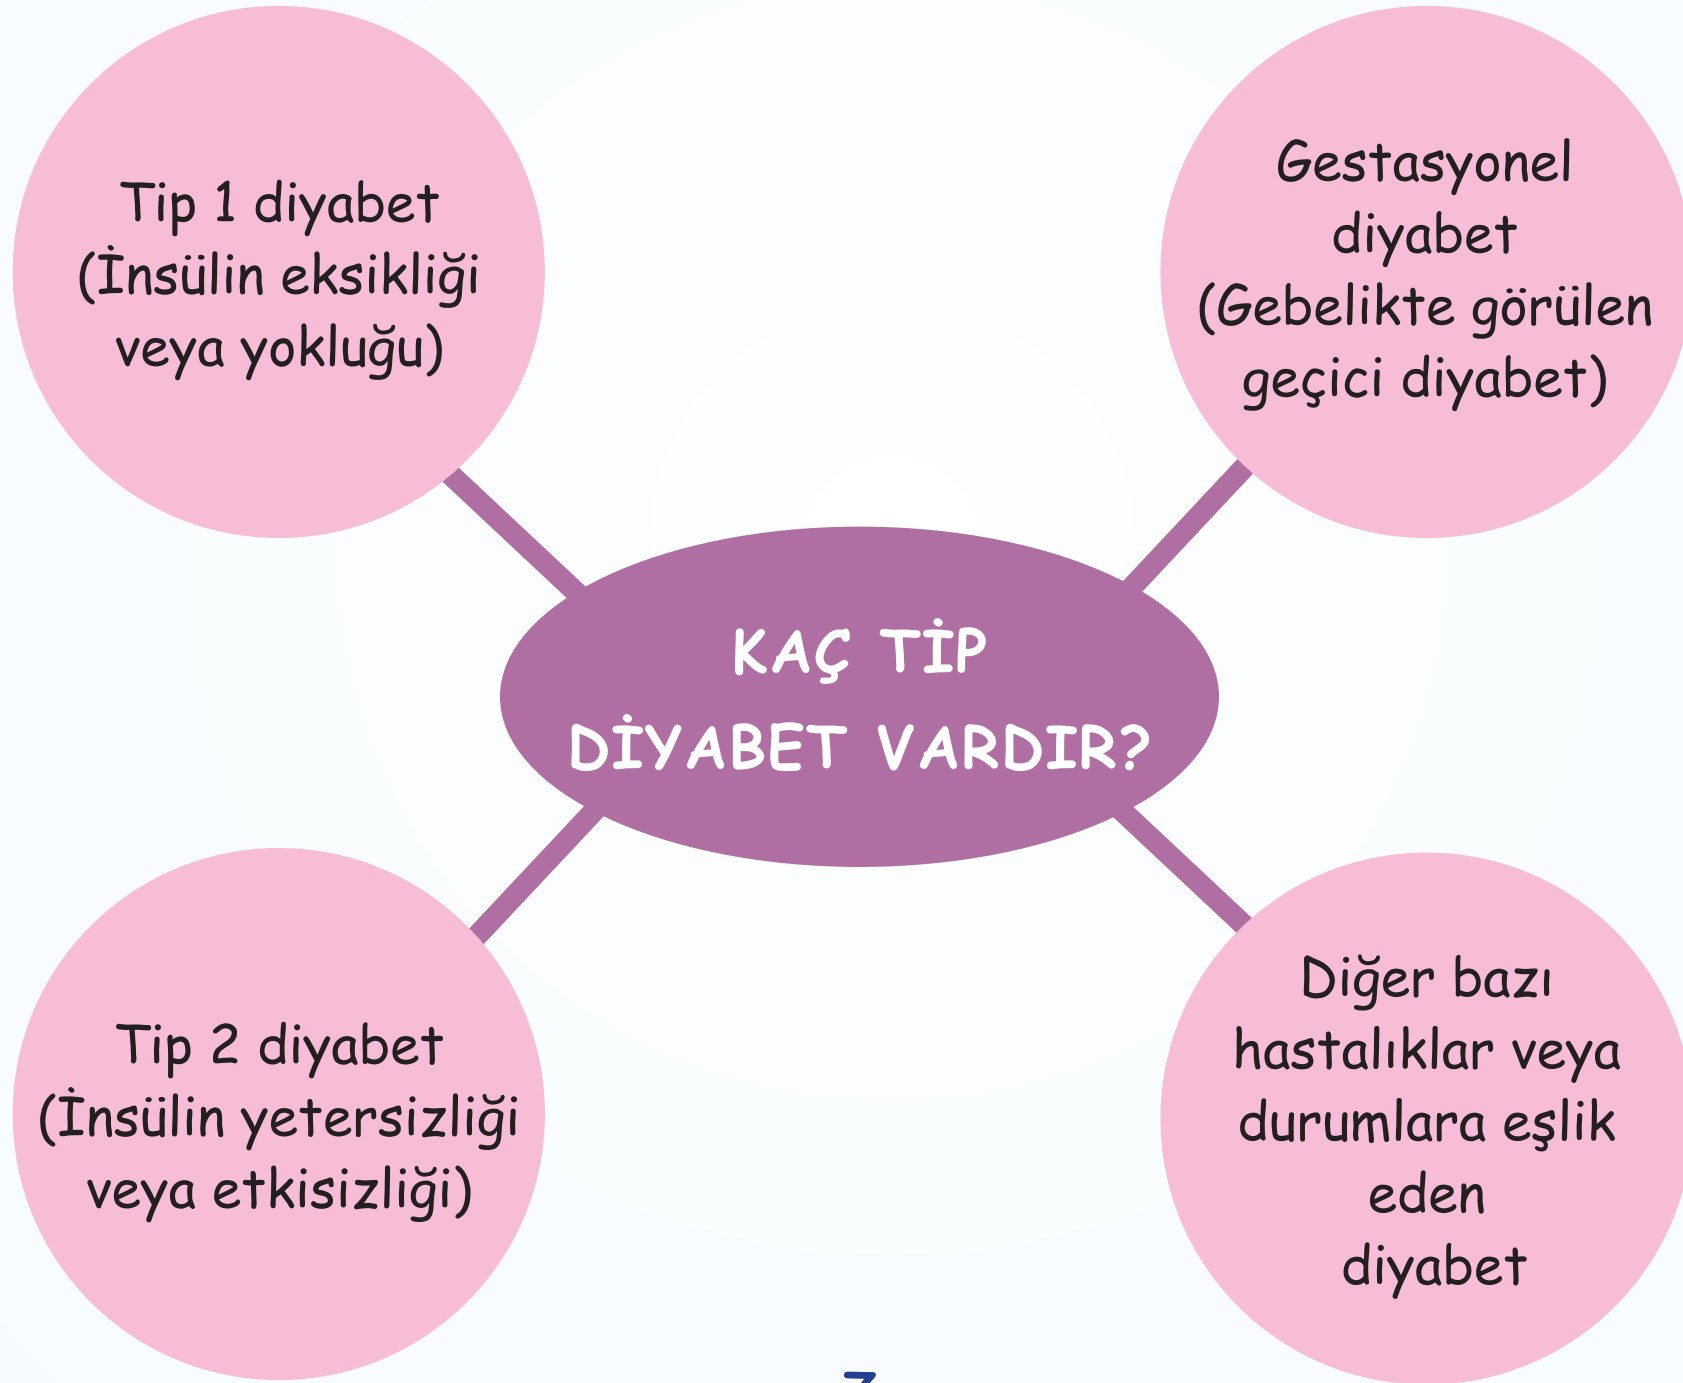 Tip 1 diyabet
(İnsülin eksikliği
veya yokluğu)
Gestasyonel
diyabet
(Gebelikte görülen
geçici diyabet)
KAÇ TİP
DİYABET VARDIR?
Tip 2 diyabet
(İnsülin yetersizliği
veya etkisizliği)
Diğer bazı
hastalıklar veya
durumlara eşlik
eden
diyabet